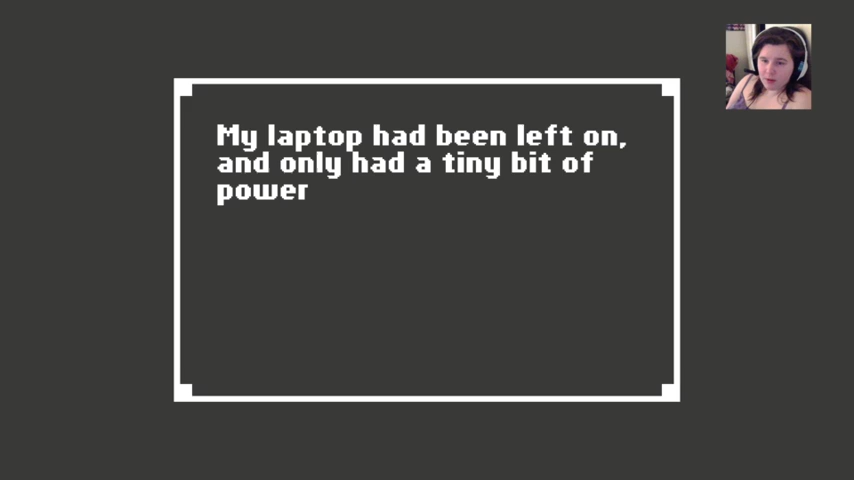 My laptop had been left on,
and only had a tiny bit of
power